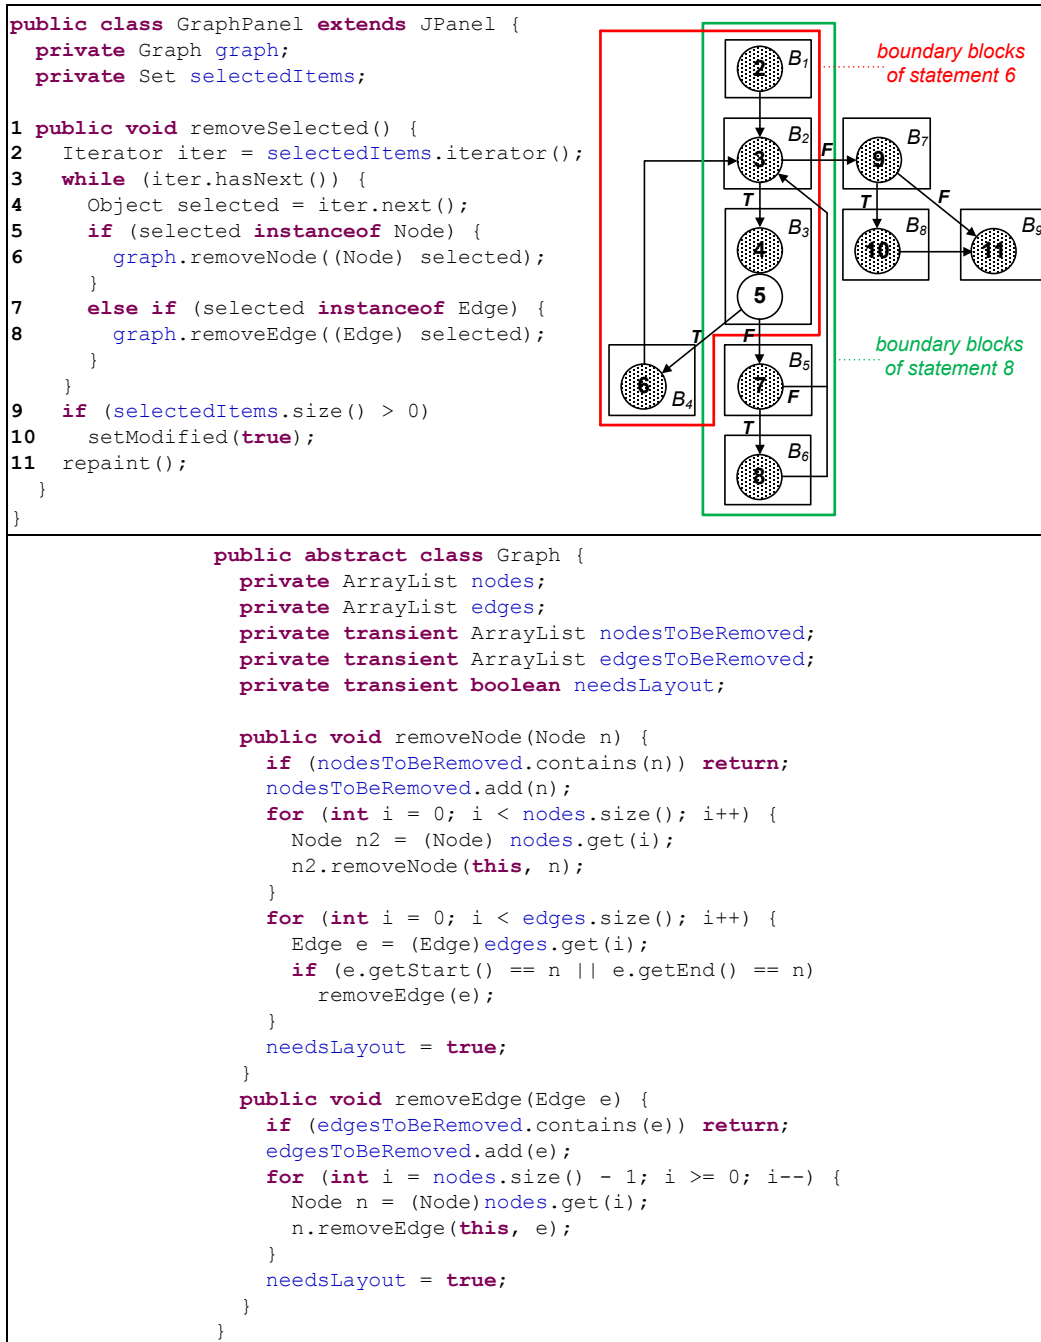 public class GraphPanel extends JPanel {
private Graph graph;
private Set selectedItems;
1 public void removeSelected() {
2 Iterator iter = selectedItems.iterator();
3 while (iter.hasNext()) {
4 Object selected = iter.next();
5 if (selected instanceof Node) {
6 graph.removeNode((Node) selected);
}
7 else if (selected instanceof Edge) {
8 graph.removeEdge((Edge) selected);
}
}
9 if (selectedItems.size() > 0)
10 setModified(true);
11 repaint();
}
}
2 B1
boundary blocks
of statement 6
3 B2
F
9 B7
T
T
F
4 B3
10 B8
11 B9
5
T
F
boundary blocks
of statement 8
6 B4
7 B5
F
T
8 B6
public abstract class Graph {
private ArrayList nodes;
private ArrayList edges;
private transient ArrayList nodesToBeRemoved;
private transient ArrayList edgesToBeRemoved;
private transient boolean needsLayout;
public void removeNode(Node n) {
if (nodesToBeRemoved.contains(n)) return;
nodesToBeRemoved.add(n);
for (int i = 0; i < nodes.size(); i++) {
Node n2 = (Node) nodes.get(i);
n2.removeNode(this, n);
}
for (int i = 0; i < edges.size(); i++) {
Edge e = (Edge)edges.get(i);
if (e.getStart() == n || e.getEnd() == n)
removeEdge(e);
}
needsLayout = true;
}
public void removeEdge(Edge e) {
if (edgesToBeRemoved.contains(e)) return;
edgesToBeRemoved.add(e);
for (int i = nodes.size() - 1; i >= 0; i--) {
Node n = (Node)nodes.get(i);
n.removeEdge(this, e);
}
needsLayout = true;
}
}